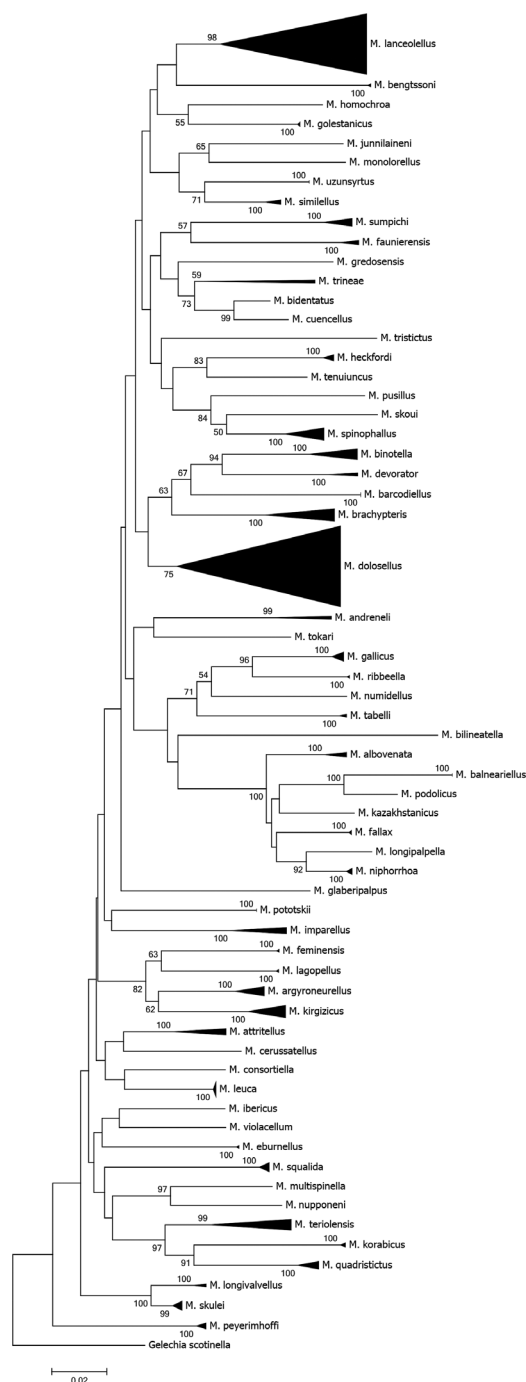 98
M. lanceolellus
M. bengtssoni
100
M. homochroa
55
M. golestanicus
100
M. junnilaineni
65
M. monolorellus
100
M. uzunsyrtus
71
M. similellus
100
M. sumpichi
100
57
M. faunierensis
100
M. gredosensis
59
M. trineae
73
M. bidentatus
99
M. cuencellus
M. tristictus
100
M. heckfordi
83
M. tenuiuncus
M. pusillus
84
M. skoui
50
M. spinophallus
100
100
M. binotella
94
M. devorator
67
100
M. barcodiellus
63
100
M. brachypteris
100
M. dolosellus
75
99
M. andreneli
M. tokari
100
M. gallicus
96
M. ribbeella
54
100
71
M. numidellus
M. tabelli
100
M. bilineatella
100
M. albovenata
100
M. balneariellus
100
M. podolicus
M. kazakhstanicus
100
M. fallax
M. longipalpella
92
M. niphorrhoa
100
M. glaberipalpus
100
M. pototskii
M. imparellus
100
63
100
M. feminensis
M. lagopellus
82
100
100
M. argyroneurellus
62
100
M. kirgizicus
100
M. attritellus
M. cerussatellus
M. consortiella
M. leuca
100
M. ibericus
M. violacellum
M. eburnellus
100
100
M. squalida
97
M. multispinella
M. nupponeni
99
M. teriolensis
97
100
M. korabicus
91
M. quadristictus
100
100
M. longivalvellus
100
M. skulei
99
M. peyerimhoffi
100
Gelechia scotinella
0.02